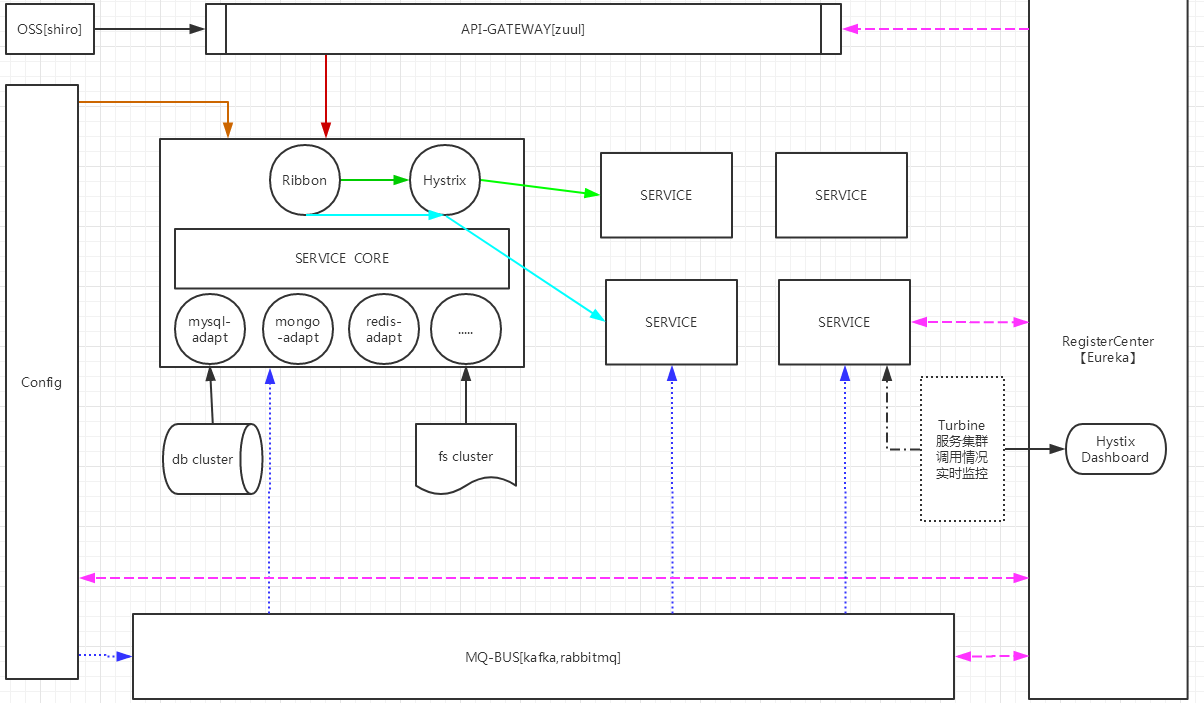 OSS[shiro]
API-GATEWAY[zuul]
Config
Ribbon
Hystrix
SERVICE CORE
mysql-
adapt
mongo
-adapt
redis-
adapt
.....
SERVICE
SERVICE
SERVICE
SERVICE
RegisterCenter
【Eureka】
db cluster
fs cluster
Turbine
服务集群
调用情况
实时监控
Hystix
Dashboard
MQ-BUS[kafka,rabbitmq]